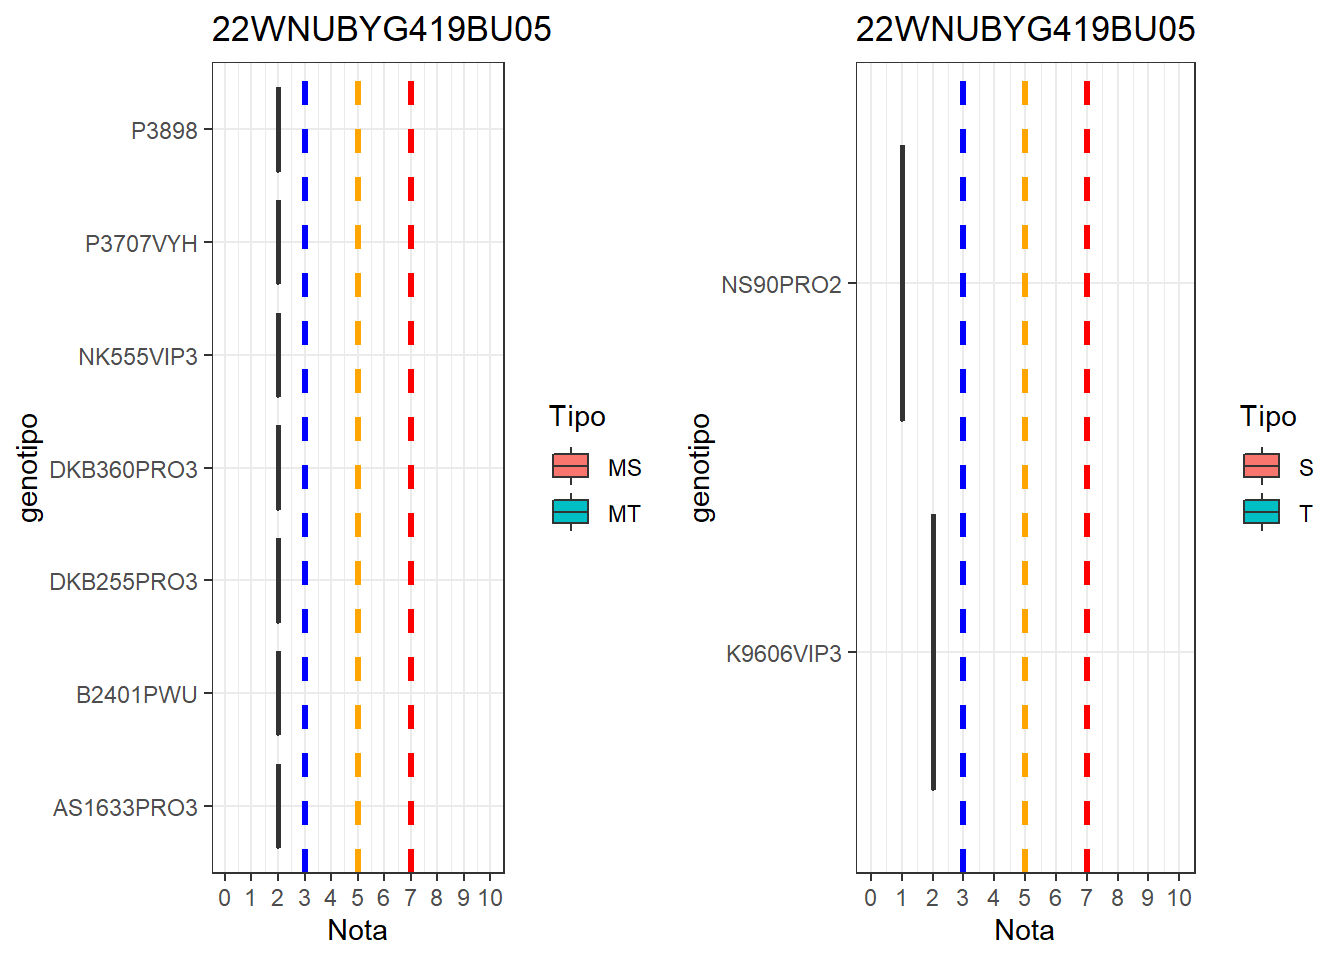 22WNUBYG419BU05
genotipo
P3898
P3707VYH
NK555VIP3
DKB360PRO3
DKB255PRO3
B2401PWU
AS1633PRO3
0 1 2 3 4 5 6 7 8 9 10
Nota
Tipo
MS
MT
22WNUBYG419BU05
genotipo
NS90PRO2
K9606VIP3
0 1 2 3 4 5 6 7 8 9 10
Nota
Tipo
S
T